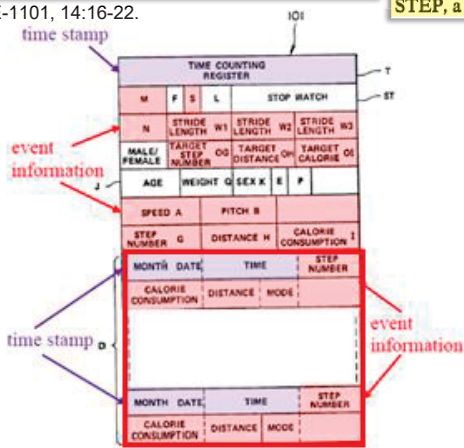 E-1101, 14:16-22.
STEP, a
time stamp
101
TIME COUNTING
REGISTER
T
M F S L STOP WATCH
ST
N STRIDE LENGTH W1 STRIDE LENGTH W2 STRIDE LENGTH W3
event
information
MALE/FEMALE TARGET STEP NUMBER OG TARGET DISTANCE OH TARGET CALORIE OI
J
AGE WEIGHT Q SEX K E P
SPEED A PITCH B
STEP NUMBER G DISTANCE H CALORIE CONSUMPTION I
MONTH DATE TIME STEP NUMBER
CALORIE CONSUMPTION DISTANCE MODE
time stamp
D
event
information
MONTH DATE TIME STEP NUMBER
CALORIE CONSUMPTION DISTANCE MODE